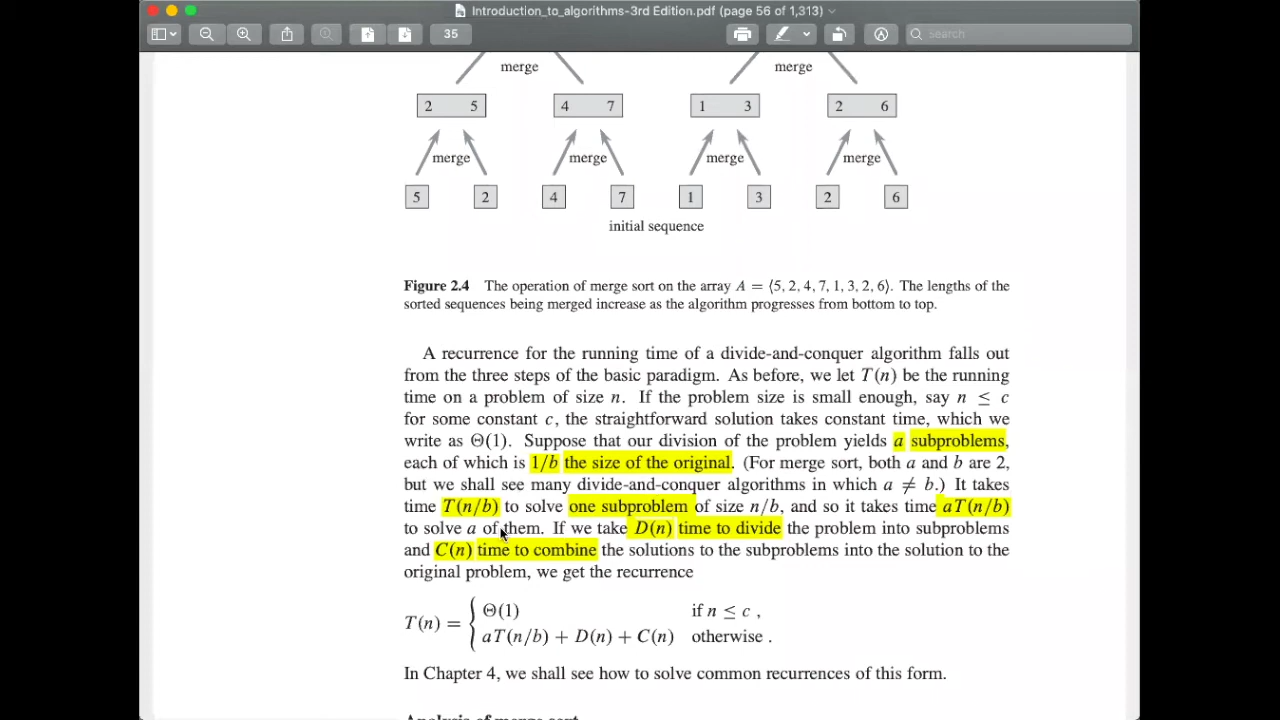 Introduction_to_algorithms-3rd Edition.pdf (page 56 of 1,313)
35
Search
merge merge
2 5 4 7 1 3 2 6
merge merge merge merge
5 2 4 7 1 3 2 6
initial sequence
Figure 2.4 The operation of merge sort on the array A = ⟨5, 2, 4, 7, 1, 3, 2, 6⟩. The lengths of the
sorted sequences being merged increase as the algorithm progresses from bottom to top.
A recurrence for the running time of a divide-and-conquer algorithm falls out
from the three steps of the basic paradigm. As before, we let T(n) be the running
time on a problem of size n. If the problem size is small enough, say n ≤ c
for some constant c, the straightforward solution takes constant time, which we
write as Θ(1). Suppose that our division of the problem yields a subproblems,
each of which is 1/b the size of the original. (For merge sort, both a and b are 2,
but we shall see many divide-and-conquer algorithms in which a ≠ b.) It takes
time T(n/b) to solve one subproblem of size n/b, and so it takes time aT(n/b)
to solve a of them. If we take D(n) time to divide the problem into subproblems
and C(n) time to combine the solutions to the subproblems into the solution to the
original problem, we get the recurrence
Θ(1) if n ≤ c ,
T(n) = {
aT(n/b) + D(n) + C(n) otherwise .
In Chapter 4, we shall see how to solve common recurrences of this form.
Analysis of merge sort